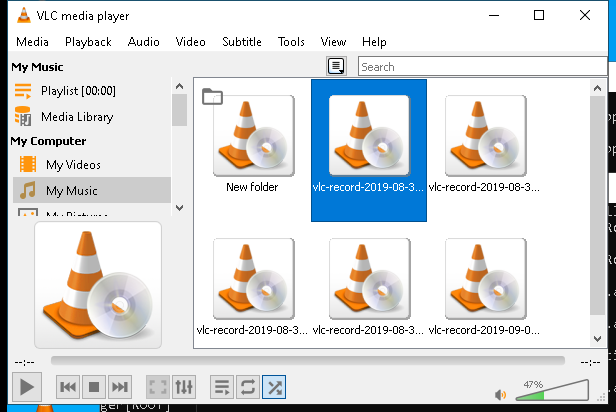 VLC media player
Media Playback Audio Video Subtitle Tools View Help
My Music
Search
Playlist [00:00]
Media Library
My Computer
My Videos
My Music
My Pictures
New folder
vlc-record-2019-08-3...
vlc-record-2019-08-3...
vlc-record-2019-08-3...
vlc-record-2019-08-3...
vlc-record-2019-09-0...
--:--
--:--
47%
ger [ROOT]